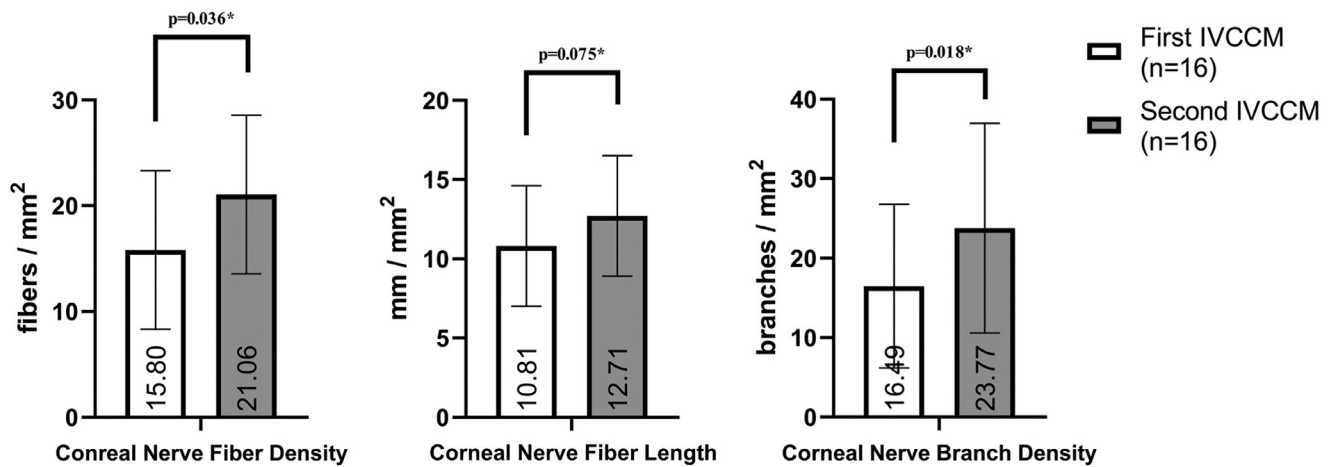 p=0.036*
30
20
10
0
fibers / mm²
15.80
21.06
Conreal Nerve Fiber Density
p=0.075*
20
15
10
5
0
mm / mm²
10.81
12.71
Corneal Nerve Fiber Length
p=0.018*
40
30
20
10
0
branches / mm²
16.49
23.77
Corneal Nerve Branch Density
First IVCCM
(n=16)
Second IVCCM
(n=16)